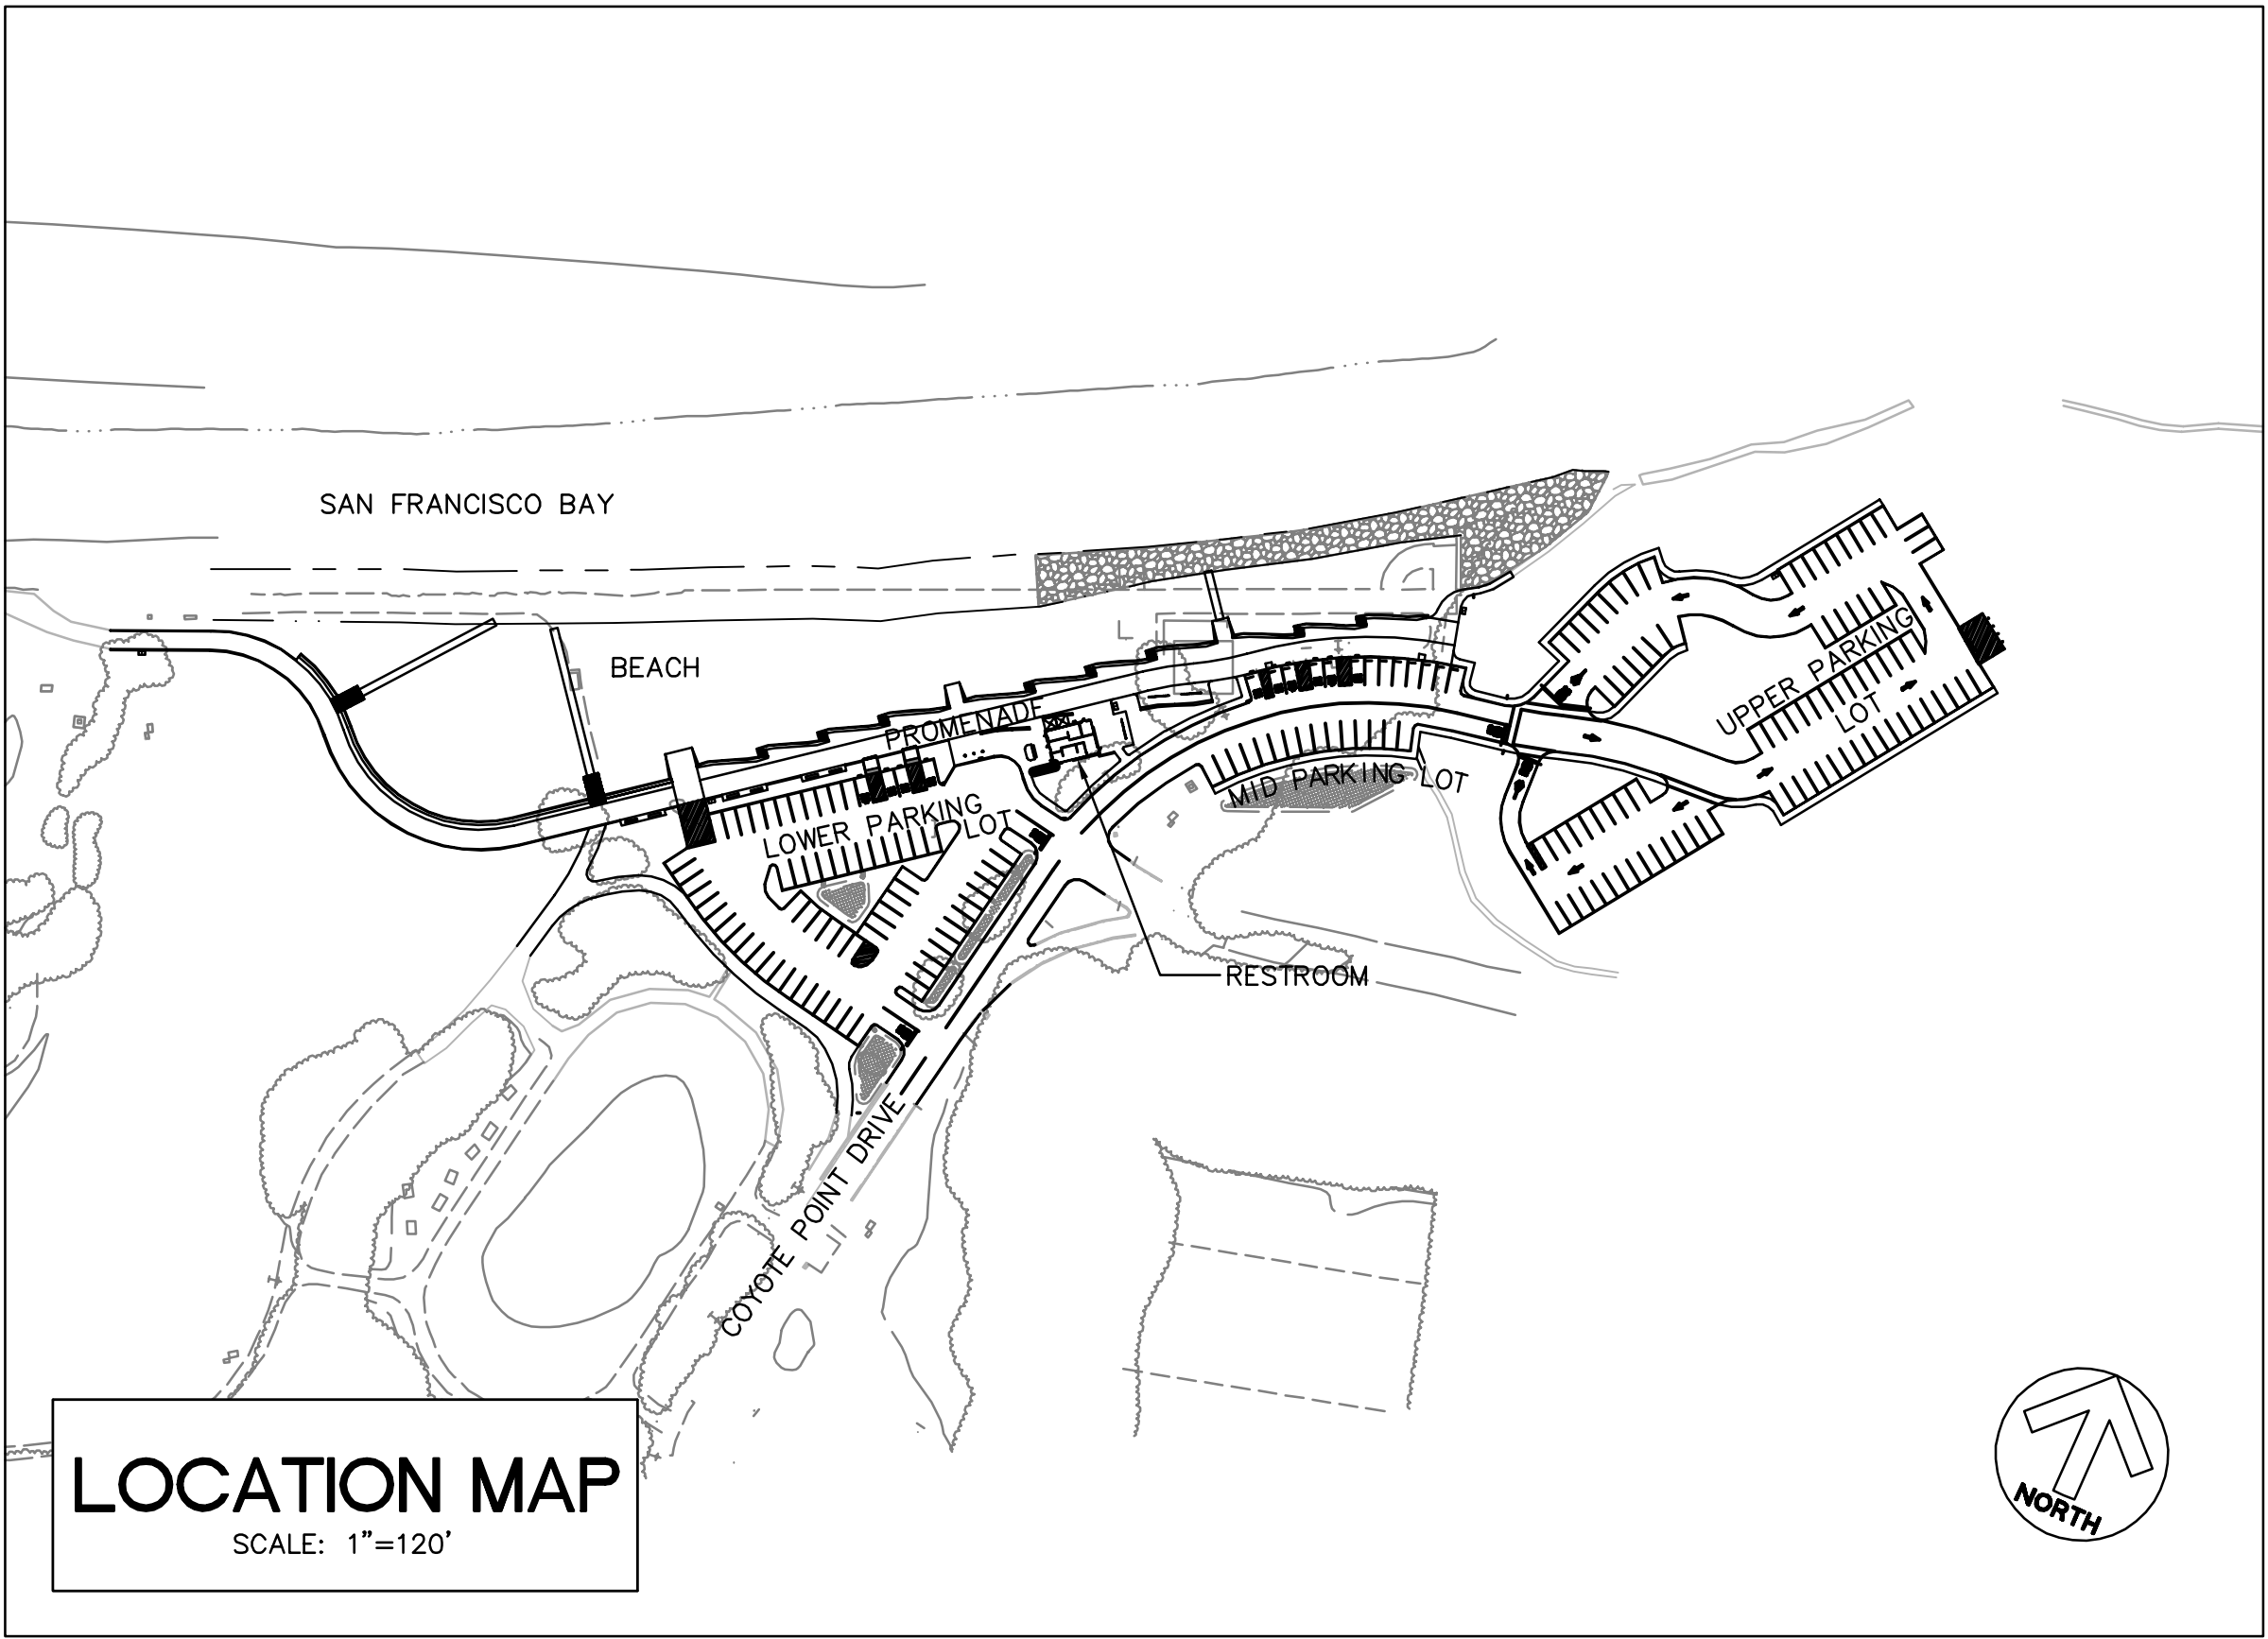 SAN FRANCISCO BAY
BEACH
PROMENADE
UPPER PARKING
LOT
MID PARKING LOT
LOWER PARKING
LOT
RESTROOM
COYOTE POINT DRIVE
LOCATION MAP
SCALE: 1"=120'
NORTH